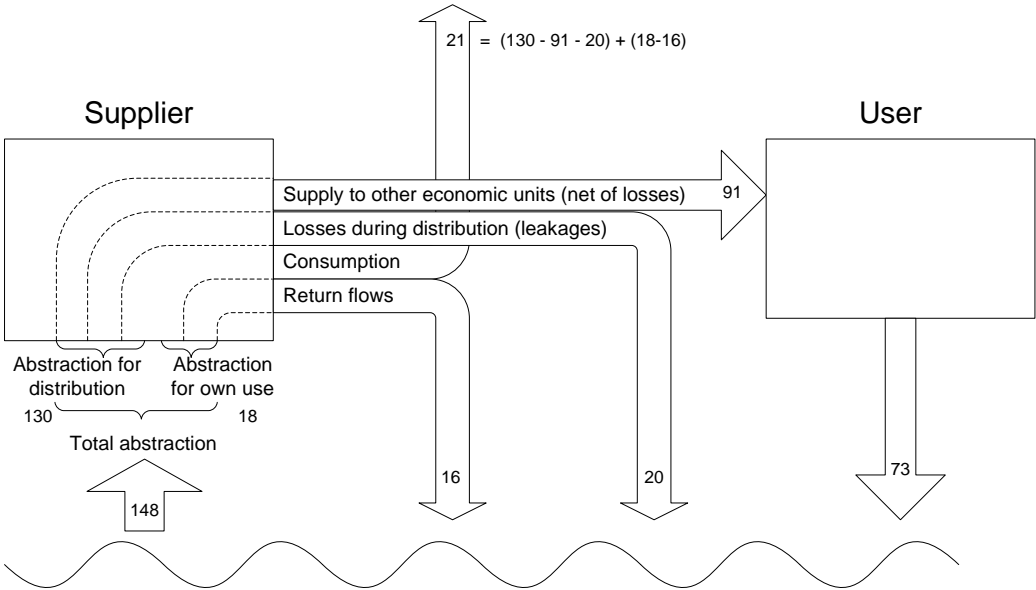 21 = (130 - 91 - 20) + (18-16)
Supplier
User
Supply to other economic units (net of losses)
91
Losses during distribution (leakages)
Consumption
Return flows
Abstraction for
distribution
130
Abstraction
for own use
18
Total abstraction
148
16
20
73